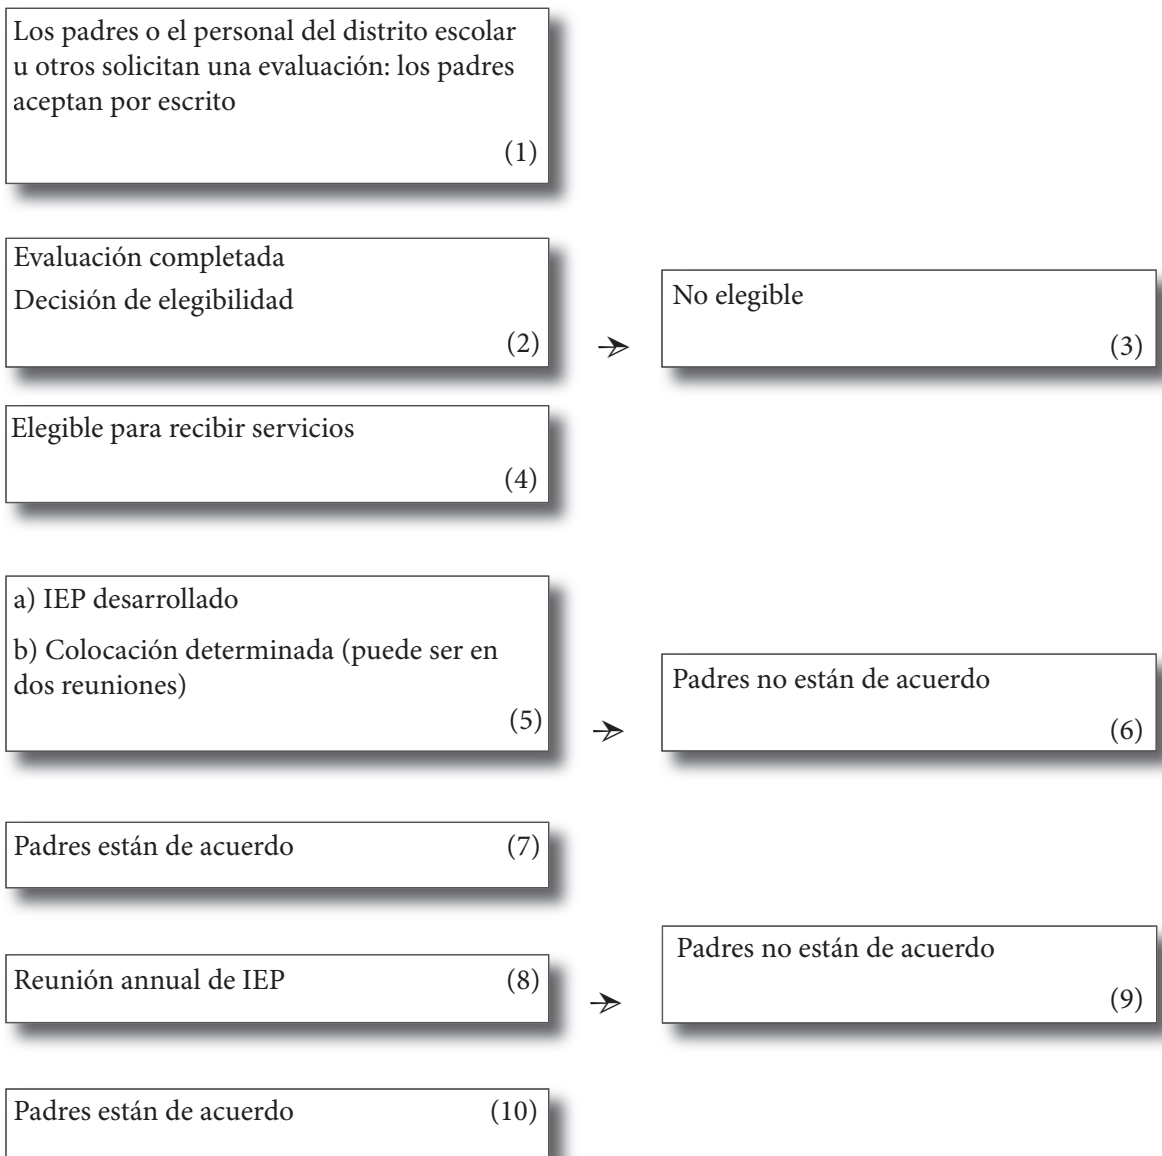 Los padres o el personal del distrito escolar
u otros solicitan una evaluación: los padres
aceptan por escrito
(1)
Evaluación completada
Decisión de elegibilidad
(2)
No elegible
(3)
Elegible para recibir servicios
(4)
a) IEP desarrollado
b) Colocación determinada (puede ser en
dos reuniones)
(5)
Padres no están de acuerdo
(6)
Padres están de acuerdo (7)
Reunión annual de IEP (8)
Padres no están de acuerdo
(9)
Padres están de acuerdo (10)